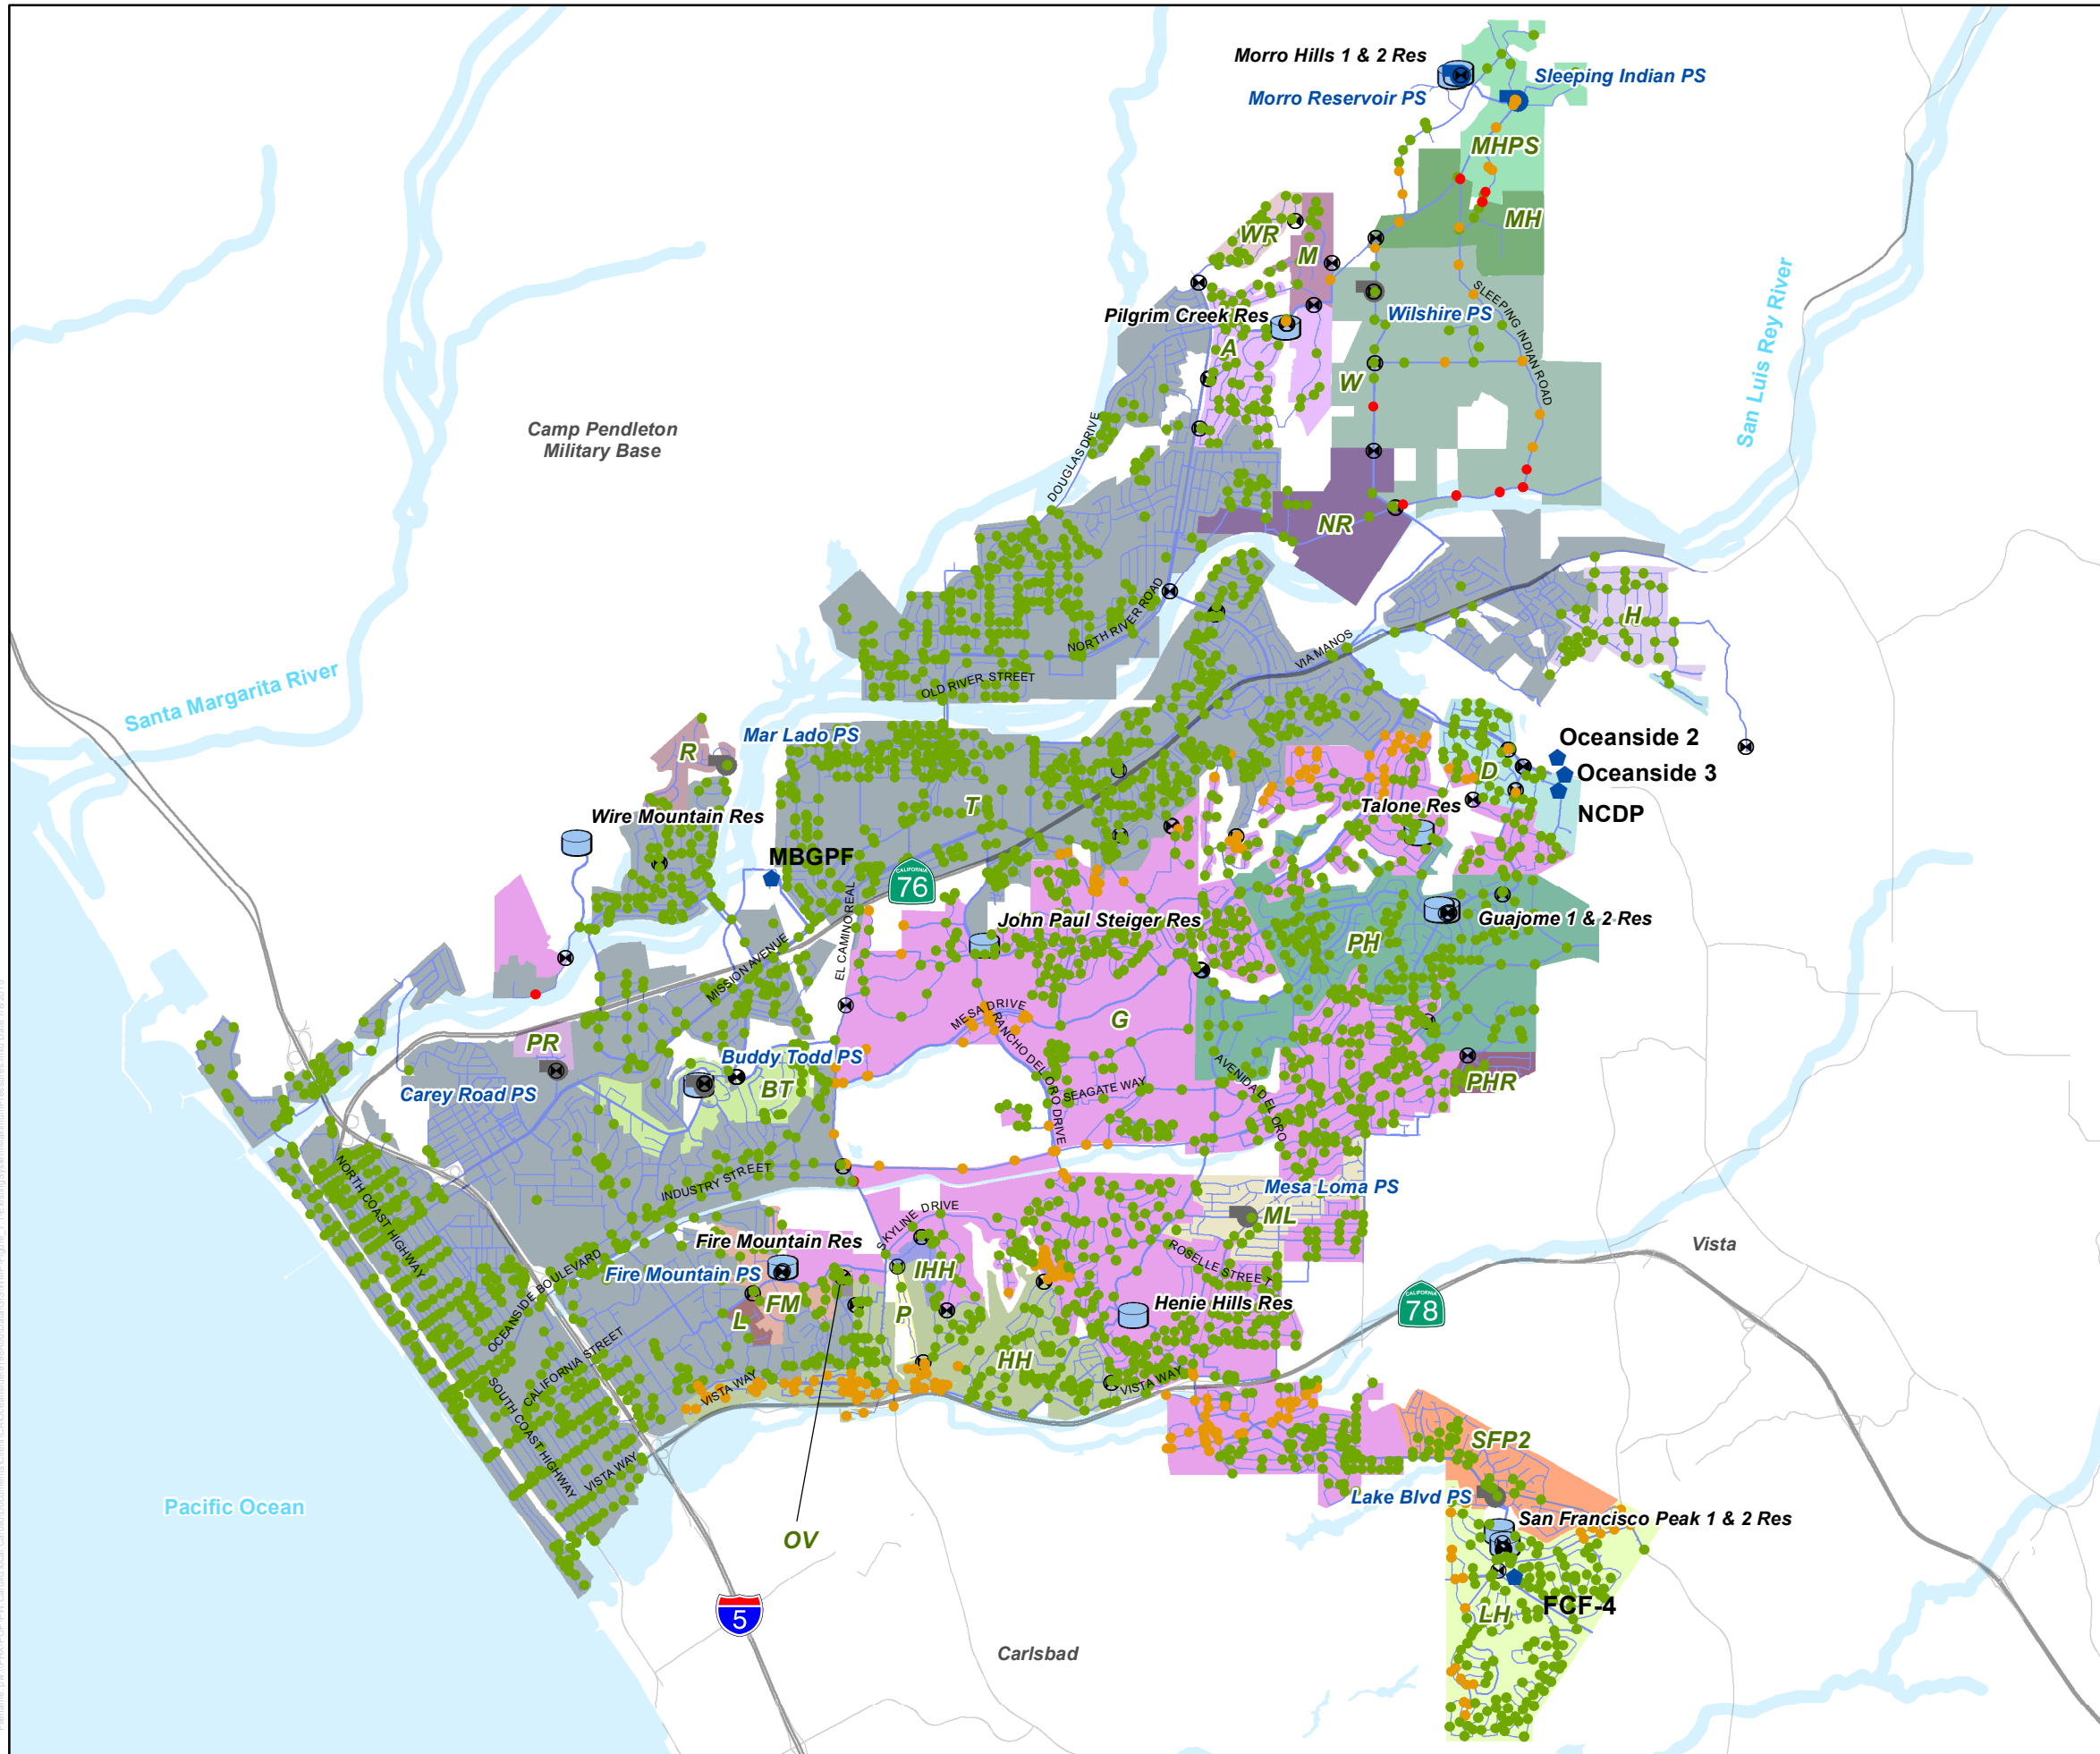 Morro Hills 1 & 2 Res
Sleeping Indian PS
Morro Reservoir PS
MHPS
MH
WR
M
SLEEPING INDIAN ROAD
Pilgrim Creek Res
Wilshire PS
A
W
San Luis Rey River
Camp Pendleton
Military Base
DOUGLAS DRIVE
NR
NORTH RIVER ROAD
H
VIA MANOS
OLD RIVER STREET
Santa Margarita River
R
Mar Lado PS
Oceanside 2
D
Oceanside 3
T
Talone Res
NCDP
Wire Mountain Res
MBGPF
CALIFORNIA
76
EL CAMINO REAL
John Paul Steiger Res
Guajome 1 & 2 Res
PH
MISSION AVENUE
MESA DRIVE
G
RANCHO DEL ORO DRIVE
PR
Buddy Todd PS
BT
Carey Road PS
SEAGATE WAY
AVENIDA DEL ORO
PHR
NORTH COAST HIGHWAY
INDUSTRY STREET
Mesa Loma PS
ML
SKYLINE DRIVE
Fire Mountain Res
Vista
ROSELLE STREET
Fire Mountain PS
IHH
OCEANSIDE BOULEVARD
FM
L
P
Henie Hills Res
CALIFORNIA
78
CALIFORNIA STREET
HH
VISTA WAY
VISTA WAY
SOUTH COAST HIGHWAY
SFP2
VISTA WAY
Lake Blvd PS
Pacific Ocean
San Francisco Peak 1 & 2 Res
OV
FCF-4
LH
5
Carlsbad